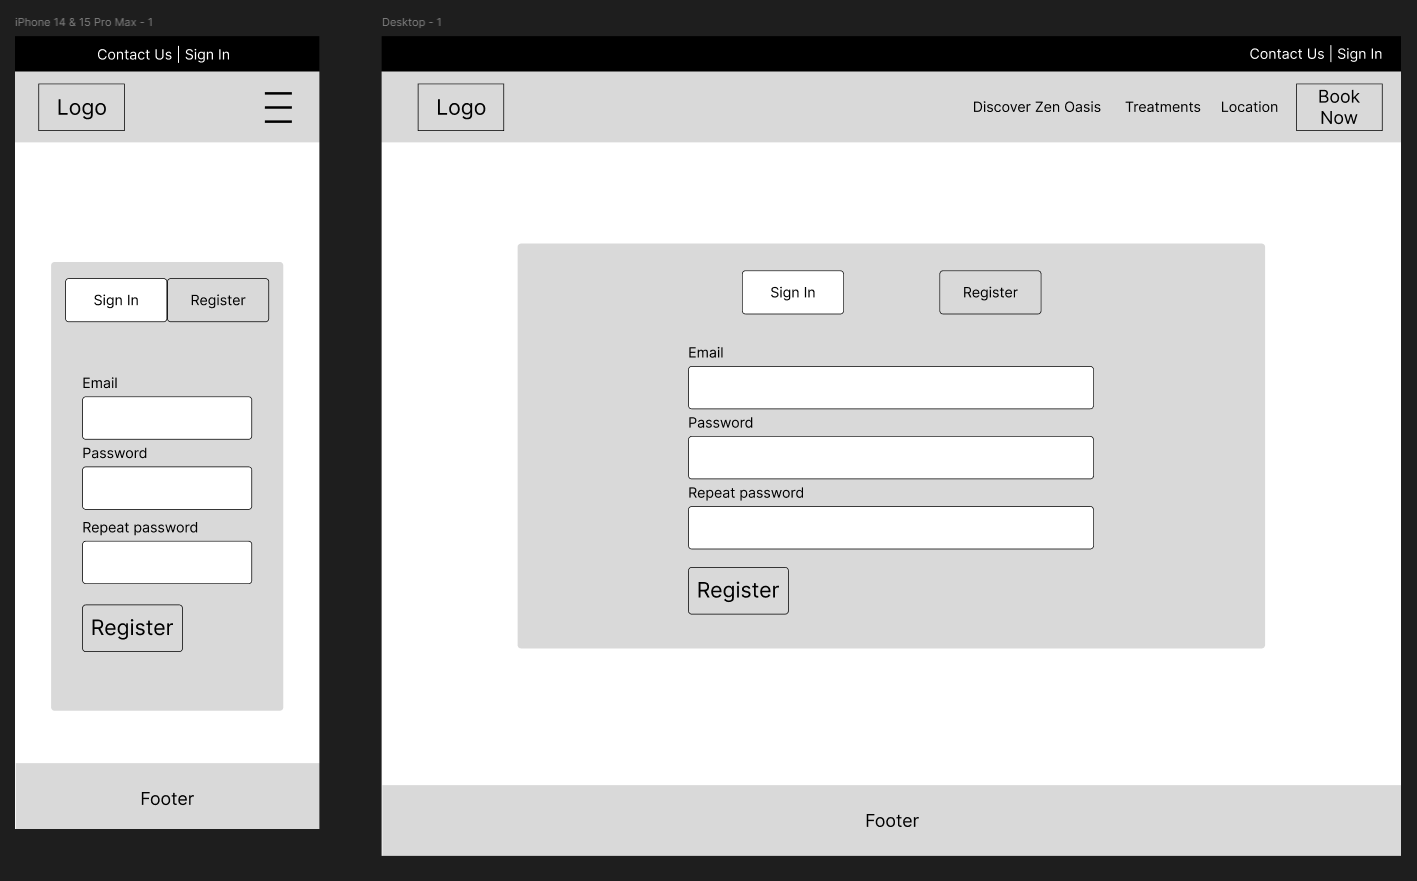 iPhone 14 & 15 Pro Max - 1
Contact Us | Sign In
Logo
Sign In
Register
Email
Password
Repeat password
Register
Footer
Desktop - 1
Contact Us | Sign In
Logo
Discover Zen Oasis
Treatments
Location
Book
Now
Sign In
Register
Email
Password
Repeat password
Register
Footer